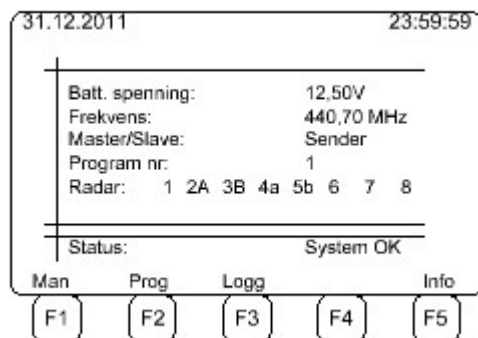 31.12.2011 23:59:59
Batt. spenning: 12,50V
Frekvens: 440,70 MHz
Master/Slave: Sender
Program nr: 1
Radar: 1 2A 3B 4a 5b 6 7 8
Status: System OK
Man Prog Logg Info
F1 F2 F3 F4 F5